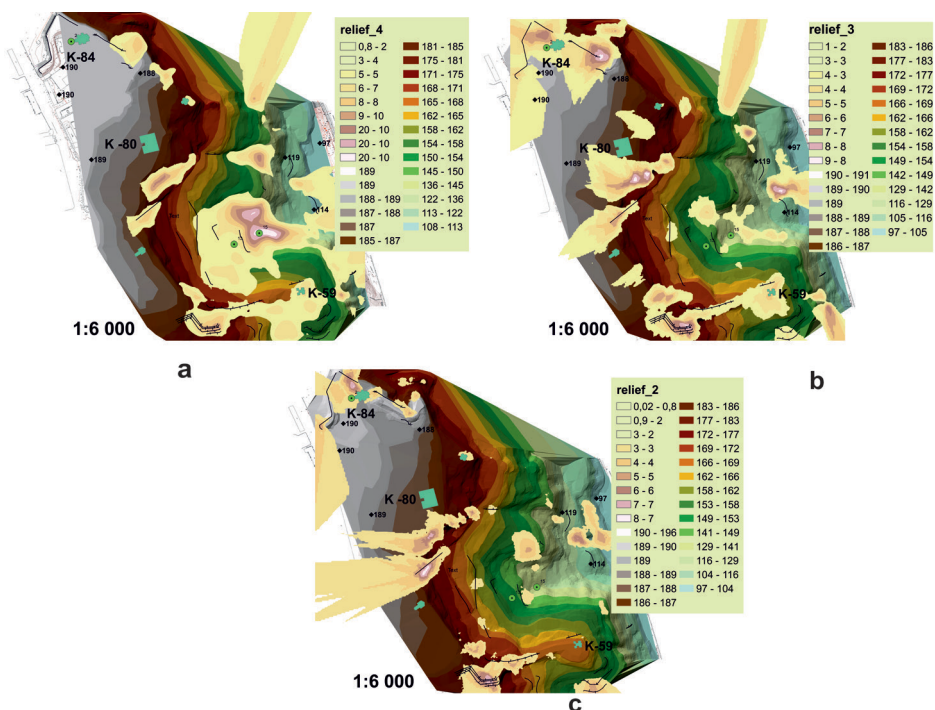 K-84
190
188
190
K -80
189
97
119
114
K-59
1:6 000
relief_4
0,8 - 2
3 - 4
5 - 5
6 - 7
8 - 8
9 - 10
20 - 10
20 - 10
20 - 10
189
189
188 - 189
187 - 188
187
185 - 187
181 - 185
175 - 181
171 - 175
168 - 171
165 - 168
162 - 165
158 - 162
154 - 158
150 - 154
145 - 150
136 - 145
122 - 136
113 - 122
108 - 113
a
K-84
190
188
190
K -80
189
97
119
114
K-59
1:6 000
relief_3
1 - 2
3 - 3
4 - 3
4 - 4
5 - 5
6 - 6
7 - 7
8 - 8
9 - 8
190 - 191
189 - 190
189
188 - 189
187 - 188
186 - 187
183 - 186
177 - 183
172 - 177
169 - 172
166 - 169
162 - 166
158 - 162
154 - 158
149 - 154
142 - 149
129 - 142
116 - 129
105 - 116
97 - 105
b
K-84
190
188
190
K -80
189
97
119
114
K-59
1:6 000
relief_2
0,02 - 0,8
0,9 - 2
3 - 2
3 - 3
4 - 4
5 - 5
6 - 6
7 - 7
8 - 7
190 - 196
189 - 190
189
188 - 189
187 - 188
186 - 187
183 - 186
177 - 183
172 - 177
169 - 172
166 - 169
162 - 166
158 - 162
153 - 158
149 - 153
141 - 149
129 - 141
116 - 129
104 - 116
97 - 104
c